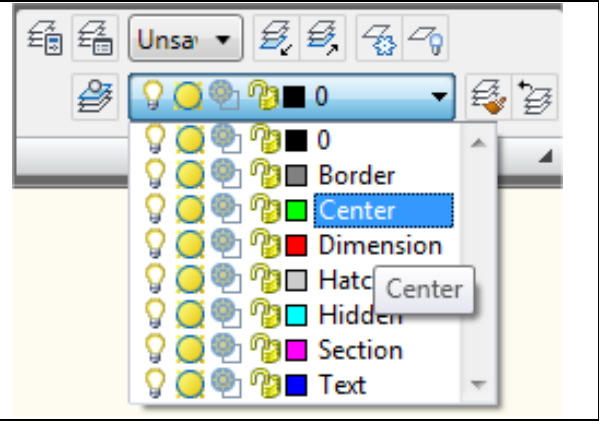 Unsa
0
0
Border
Center
Dimension
Hatc
Center
Hidden
Section
Text